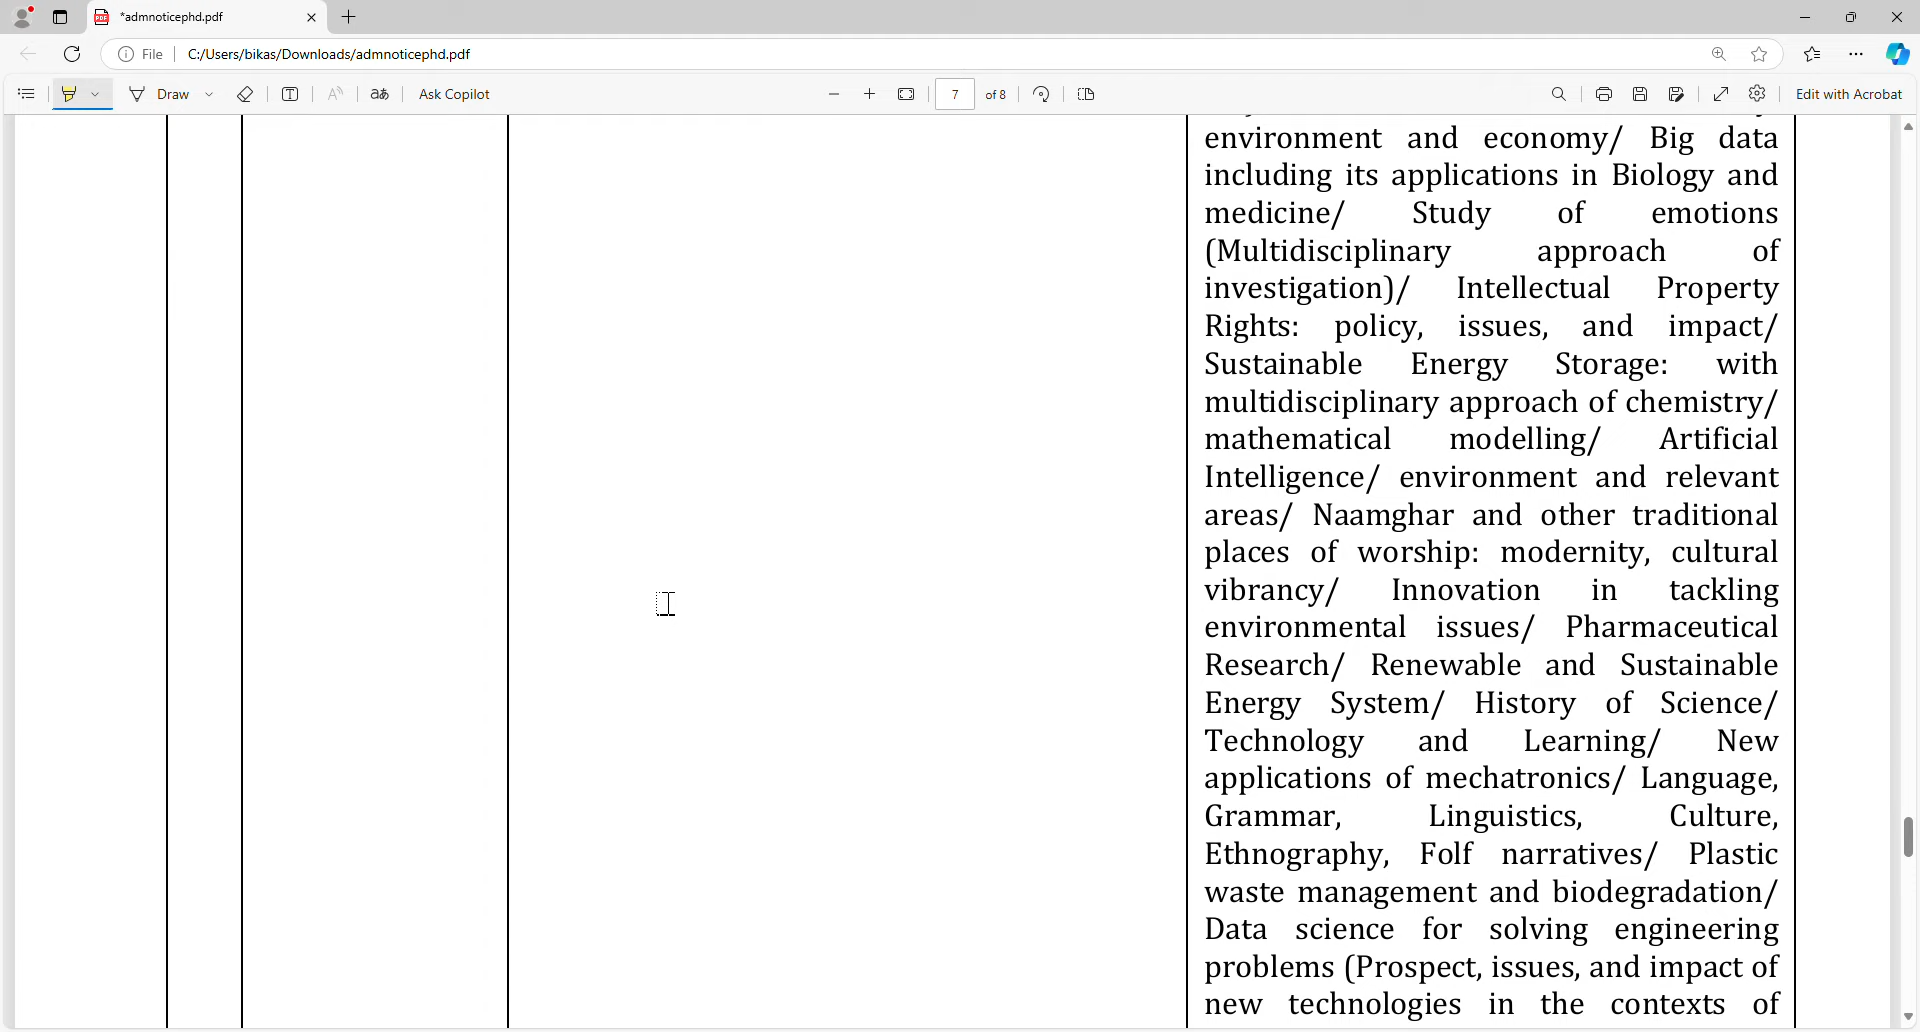 *admnoticephd.pdf
File
C:/Users/bikas/Downloads/admnoticephd.pdf
Draw
aあ
Ask Copilot
7
of 8
Edit with Acrobat
environment and economy/ Big data
including its applications in Biology and
medicine/ Study of emotions
(Multidisciplinary approach of
investigation)/ Intellectual Property
Rights: policy, issues, and impact/
Sustainable Energy Storage: with
multidisciplinary approach of chemistry/
mathematical modelling/ Artificial
Intelligence/ environment and relevant
areas/ Naamghar and other traditional
places of worship: modernity, cultural
vibrancy/ Innovation in tackling
environmental issues/ Pharmaceutical
Research/ Renewable and Sustainable
Energy System/ History of Science/
Technology and Learning/ New
applications of mechatronics/ Language,
Grammar, Linguistics, Culture,
Ethnography, Folf narratives/ Plastic
waste management and biodegradation/
Data science for solving engineering
problems (Prospect, issues, and impact of
new technologies in the contexts of